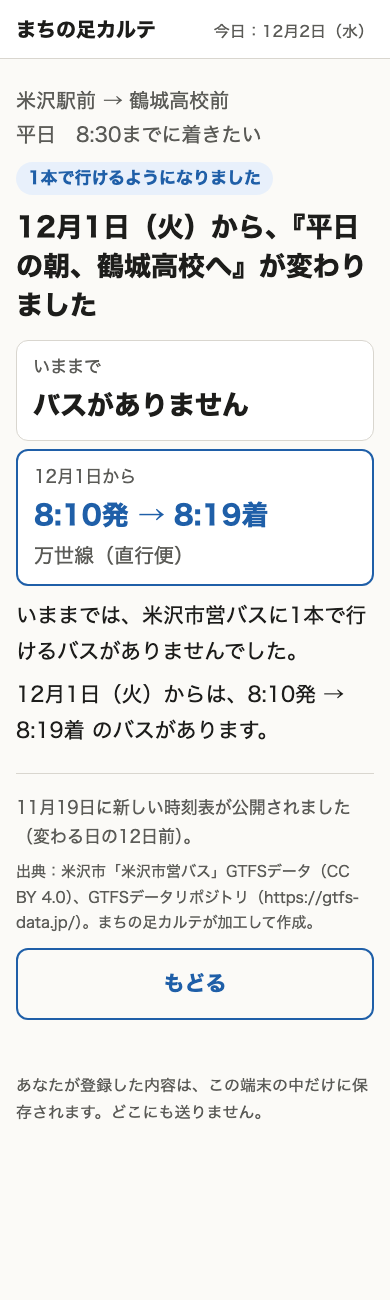 まちの足カルテ
今日：12月2日（水）
米沢駅前 → 鶴城高校前
平日　8:30までに着きたい
1本で行けるようになりました
12月1日（火）から、『平日
の朝、鶴城高校へ』が変わり
ました
いままで
バスがありません
12月1日から
8:10発 → 8:19着
万世線（直行便）
いままでは、米沢市営バスに1本で行
けるバスがありませんでした。
12月1日（火）からは、8:10発 →
8:19着 のバスがあります。
11月19日に新しい時刻表が公開されました
（変わる日の12日前）。
出典：米沢市「米沢市営バス」GTFSデータ（CC
BY 4.0）、GTFSデータリポジトリ（https://gtfs-
data.jp/）。まちの足カルテが加工して作成。
もどる
あなたが登録した内容は、この端末の中だけに保
存されます。どこにも送りません。